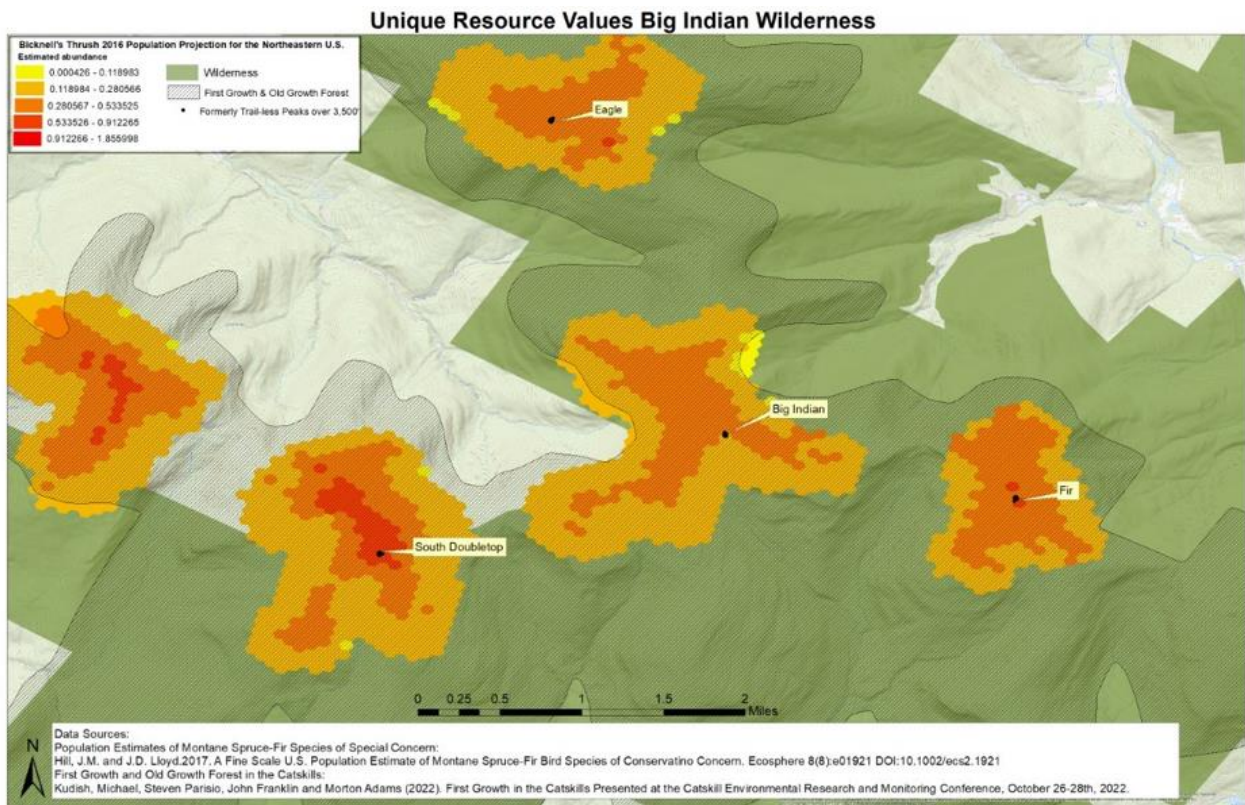 Unique Resource Values Big Indian Wilderness
Bicknell's Thrush 2016 Population Projection for the Northeastern U.S.
Estimated abundance
0.000426 - 0.118983
0.118984 - 0.280566
0.280567 - 0.533525
0.533526 - 0.912265
0.912266 - 1.855998
Wilderness
First Growth & Old Growth Forest
Formerly Trail-less Peaks over 3,500'
Eagle
Big Indian
Fir
South Doubletop
0 0.25 0.5 1 1.5 2
Miles
N
Data Sources:
Population Estimates of Montane Spruce-Fir Species of Special Concern:
Hill, J.M. and J.D. Lloyd.2017. A Fine Scale U.S. Population Estimate of Montane Spruce-Fir Bird Species of Conservatino Concern. Ecosphere 8(8):e01921 DOI:10.1002/ecs2.1921
First Growth and Old Growth Forest in the Catskills:
Kudish, Michael, Steven Parisio, John Franklin and Morton Adams (2022). First Growth in the Catskills Presented at the Catskill Environmental Research and Monitoring Conference, October 26-28th, 2022.